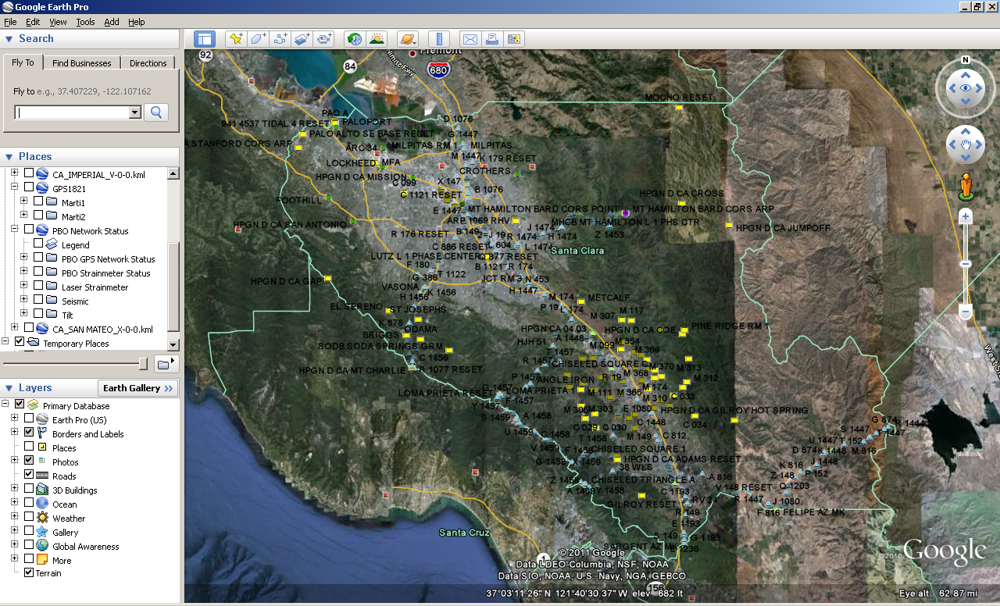 Google Earth Pro
File Edit View Tools Add Help
Search
Fly To Find Businesses Directions
Fly to e.g., 37.407229, -122.107162
Places
CA_IMPERIAL_V-0-0.kml
GPS1821
Marti1
Marti2
PBO Network Status
Legend
PBO GPS Network Status
PBO Strainmeter Status
Laser Strainmeter
Seismic
Tilt
CA_SAN MATEO_X-0-0.kml
Temporary Places
Layers
Earth Gallery »
Primary Database
Earth Pro (US)
Borders and Labels
Places
Photos
Roads
3D Buildings
Ocean
Weather
Gallery
Global Awareness
More
Terrain
92
84
Nimitz Fwy
Fremont
680
N
MOCHO RESET
PAO A
D 1076
941 4537 TIDAL 4 RESET
PALOPORT
G 1447
PALO ALTO SE BASE RESET
STANFORD CORS ARP
ARC 34
MILPITAS RM 1
MILPITAS
M 1447
K 179 RESET
LOCKHEED MFA
CROTHERS
HPGN D CA MISSION
C 099
X 147
B 1076
C 1121 RESET
HPGN D CA CROSS
FOOTHILL
E 1447
MT HAMILTON BARD CORS POINT
MT HAMILTON BARD CORS ARP
ARP 1969 RHV
MHCB MT HAMILTON L 1 PHS CTR
HPGN D CA SAN ANTONIO
J 1474
HPGN D CA JUMPOFF
R 176 RESET
B 149
J 19
R 1474
H 1474
Z 1453
C 886 RESET
L 604
L 1474
Santa Clara
LUTZ L 1 PHASE CENTER
Q 877 RESET
F 180
B 1121
R 174
G 386
T 1122
JCT RM 3
N 453
HPGN D CA GAP
VASONA
K 1456
H 1456
H 1447
M 174
METCALF
EL SERENO
ST JOSEPHS
P 19
L 174
M 117
M 307
K 878
ODAMA
HPGN CA 04 03
HPGN D CA COE
PINE RIDGE RM 1
BRIGGS
HJH 51
A 1448
M 099
M 354
SODB SODA SPRINGS GRM
T 1457
M 366
C 1456
R 1457
CHISELED SQUARE C
M 370
M 313
HPGN D CA MT CHARLIE
R 1077 RESET
M 368
P 1457
ANGLE IRON
R 19
M 312
M 174
LOMA PRIETA RESET
G 1457
LOMA PRIETA
M 111
M 365
M 310
C 033
F 1457
Y 1457
M 305
M 303
E 1080
HPGN D CA GILROY HOT SPRING
S 1459
A 1458
C 1448
C 034
G 874
R 1444
U 1459
C 1458
C 029
C 030
S 1447
1447
T 1458
M 149
C 812
U 1447
T 152
V 1459
F 1458
CHISELED SQUARE 1
D 874
K 1448
M 816
G 1458
X 1459
HPGN D CA ADAMS RESET
J 1448
38 WLS
K 816
Z 148
P 152
Z 1458
CHISELED TRIANGLE A
A 816
A 1459
Y 1458
C 1193
V 148 RESET
Q 1203
RV 24
R 1447
J 1080
GILROY RESET
R 149
F 816
FELIPE AZ MK
E 1193
Santa Cruz
S 149
G 1193
SARGENT AZ MK
1236
1
156
© 2011 Google
Data LDEO-Columbia, NSF, NOAA
Data SIO, NOAA, U.S. Navy, NGA, GEBCO
©2010 Google
37°03'11.26" N 121°40'30.37" W elev 682 ft
Eye alt 62.87 mi